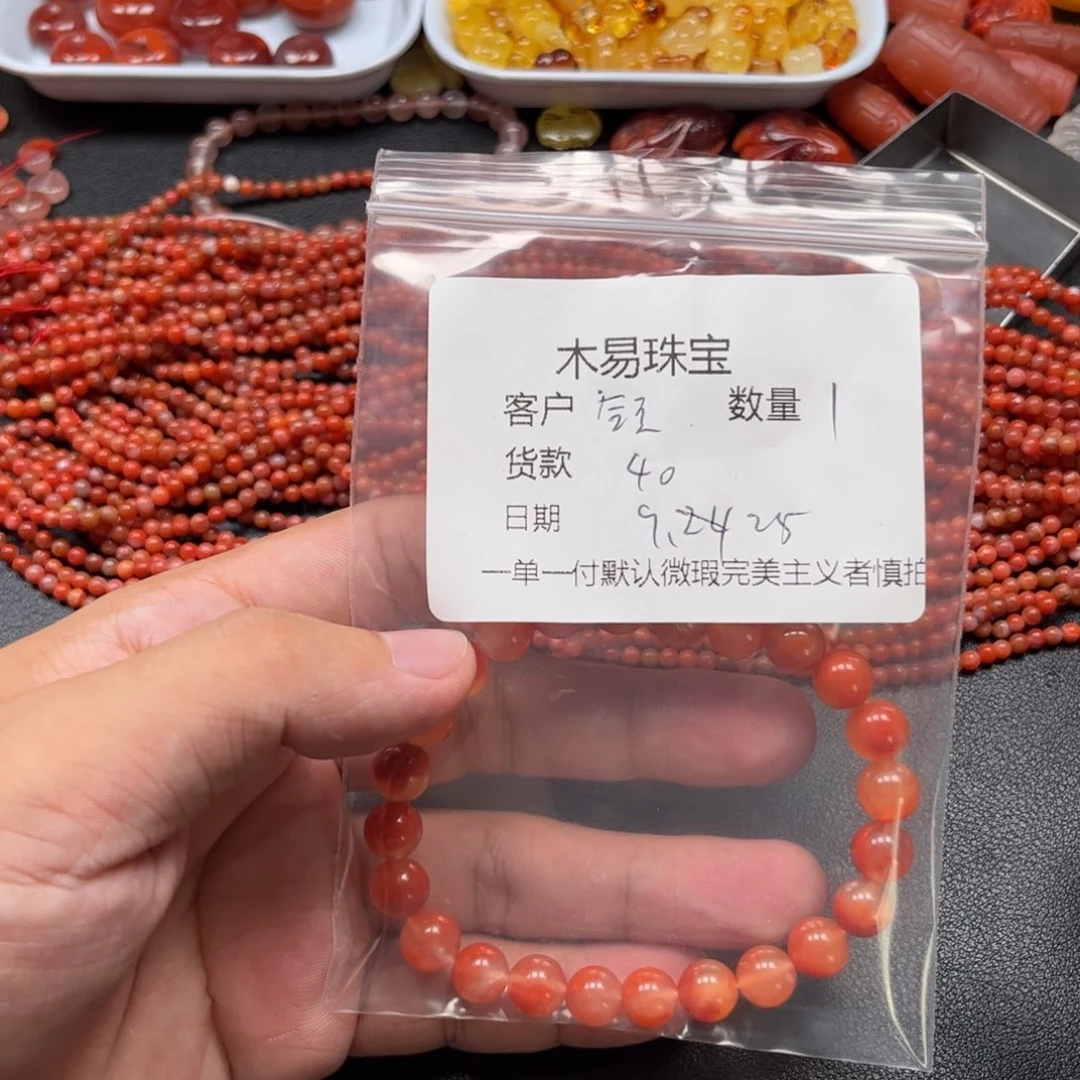 木易珠宝
客户 数量 1
货款 40
日期 9.24 25
一单一付默认微瑕完美主义者慎拍